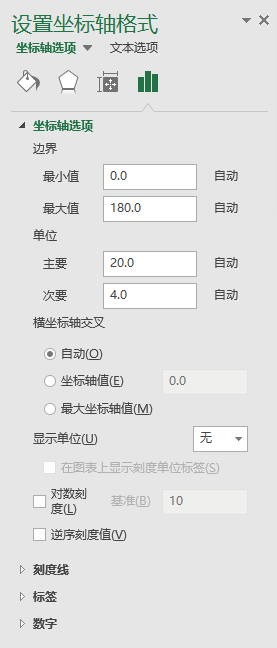 设置坐标轴格式
坐标轴选项 文本选项
坐标轴选项
边界
最小值 0.0 自动
最大值 180.0 自动
单位
主要 20.0 自动
次要 4.0 自动
横坐标轴交叉
自动(O)
坐标轴值(E) 0.0
最大坐标轴值(M)
显示单位(U) 无
在图表上显示刻度单位标签(S)
对数刻 基准(B) 10
度(L)
逆序刻度值(V)
刻度线
标签
数字